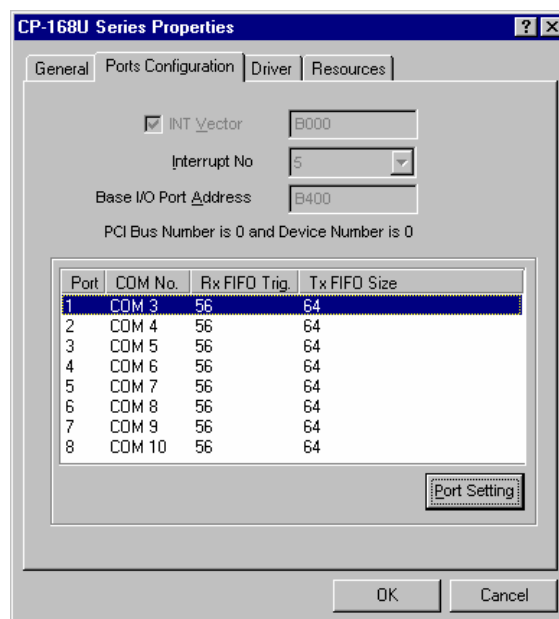 CP-168U Series Properties
General Ports Configuration Driver Resources
INT Vector B000
Interrupt No 5
Base I/O Port Address B400
PCI Bus Number is 0 and Device Number is 0
Port COM No. Rx FIFO Trig. Tx FIFO Size
1 COM 3 56 64
2 COM 4 56 64
3 COM 5 56 64
4 COM 6 56 64
5 COM 7 56 64
6 COM 8 56 64
7 COM 9 56 64
8 COM 10 56 64
Port Setting
OK Cancel